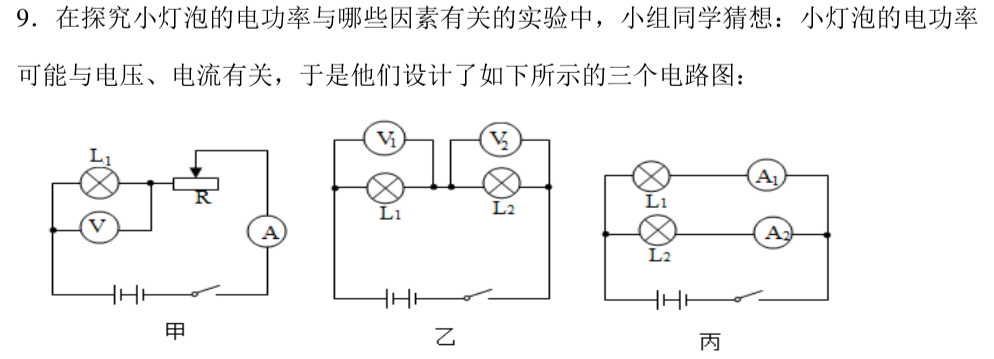 9．在探究小灯泡的电功率与哪些因素有关的实验中，小组同学猜想：小灯泡的电功率
可能与电压、电流有关，于是他们设计了如下所示的三个电路图：
L1 R V A 甲
V1 V2 L1 L2 乙
L1 A1 L2 A2 丙